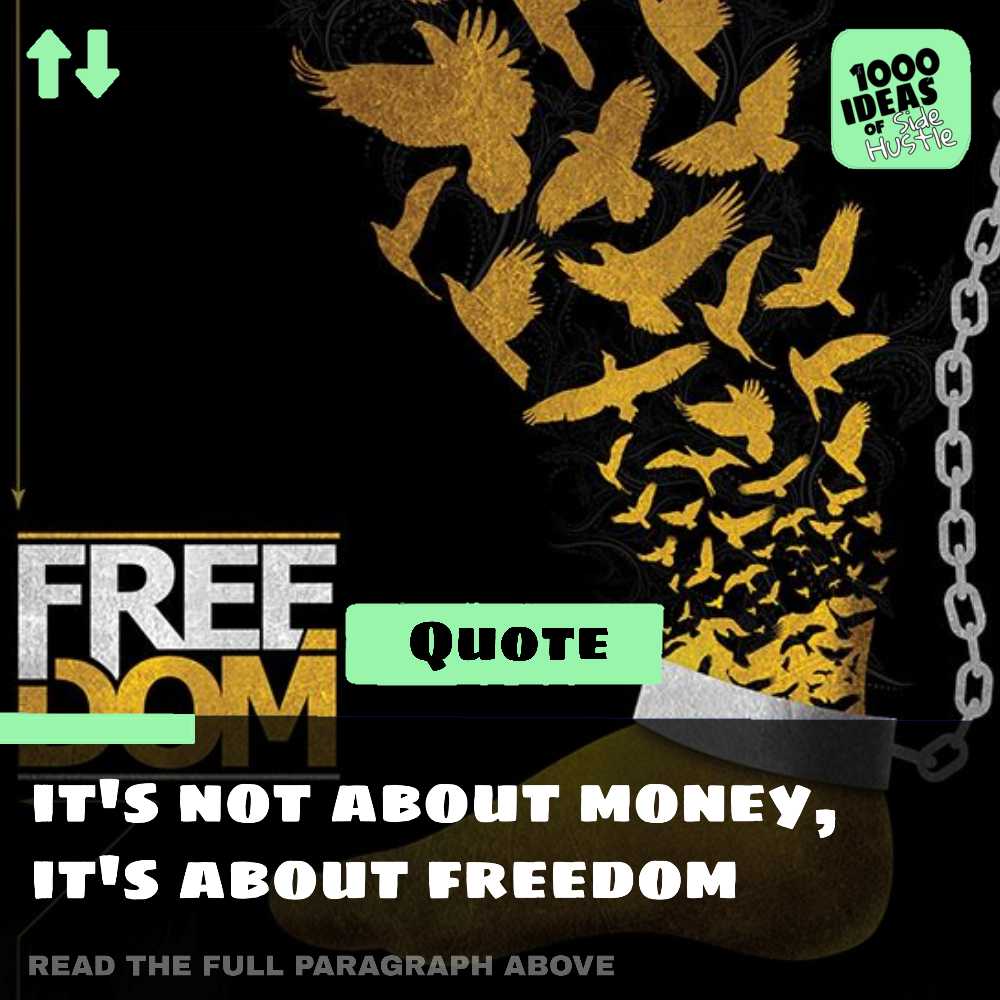 1000
IDEAS
OF Side
Hustle
FREE
DOM
Quote
IT'S NOT ABOUT MONEY,
IT'S ABOUT FREEDOM
READ THE FULL PARAGRAPH ABOVE